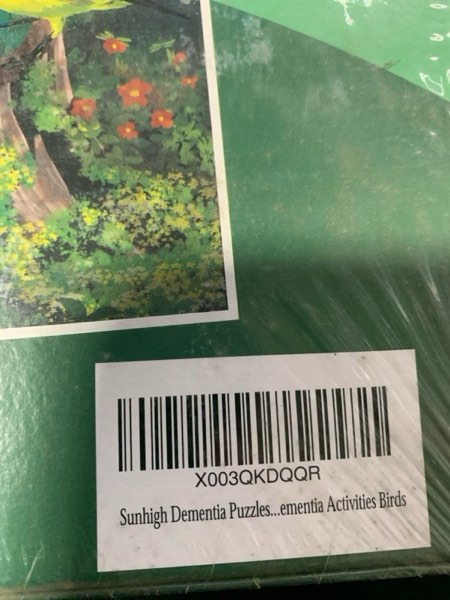 X003QKDQQR
Sunhigh Dementia Puzzles...ementia Activities Birds